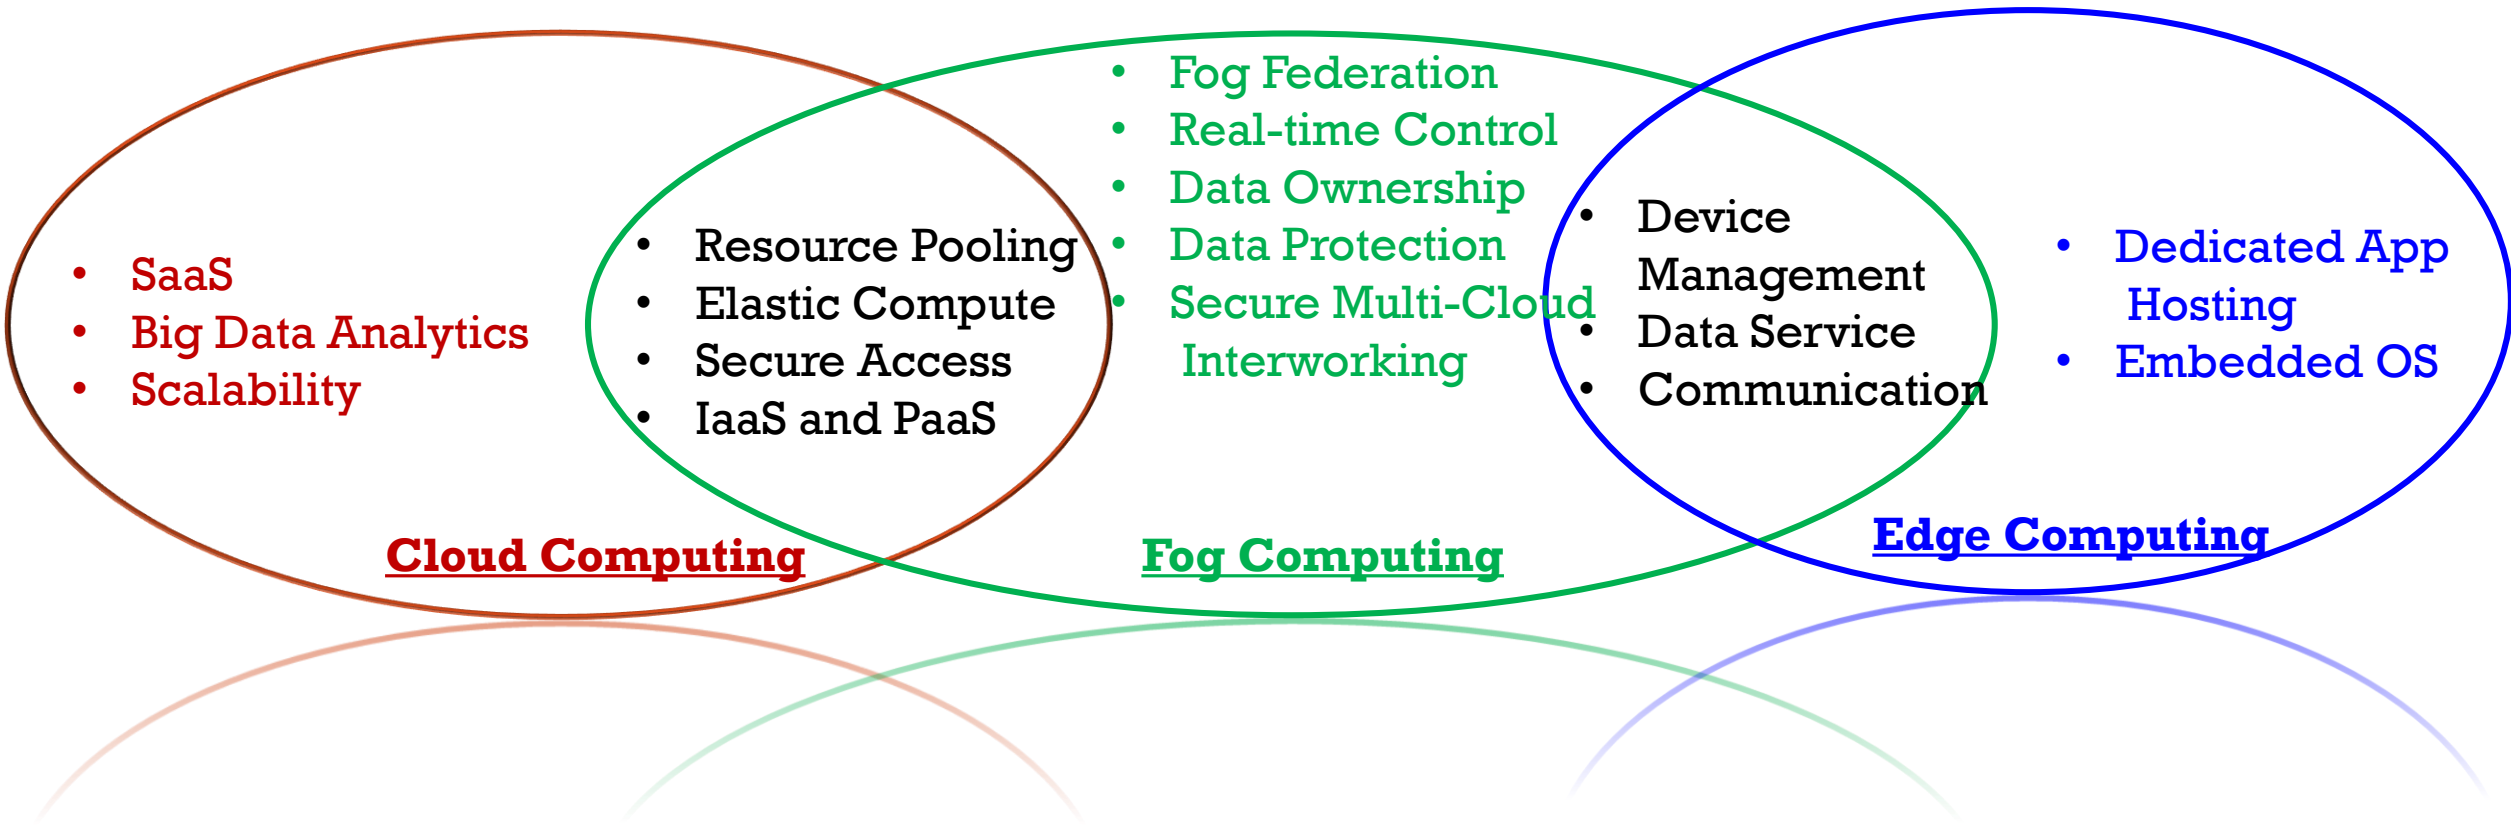 • SaaS
• Big Data Analytics
• Scalability
• Resource Pooling
• Elastic Compute
• Secure Access
• IaaS and PaaS
• Fog Federation
• Real-time Control
• Data Ownership
• Data Protection
• Secure Multi-Cloud
Interworking
• Device
Management
• Data Service
• Communication
• Dedicated App
Hosting
• Embedded OS
Cloud Computing
Fog Computing
Edge Computing